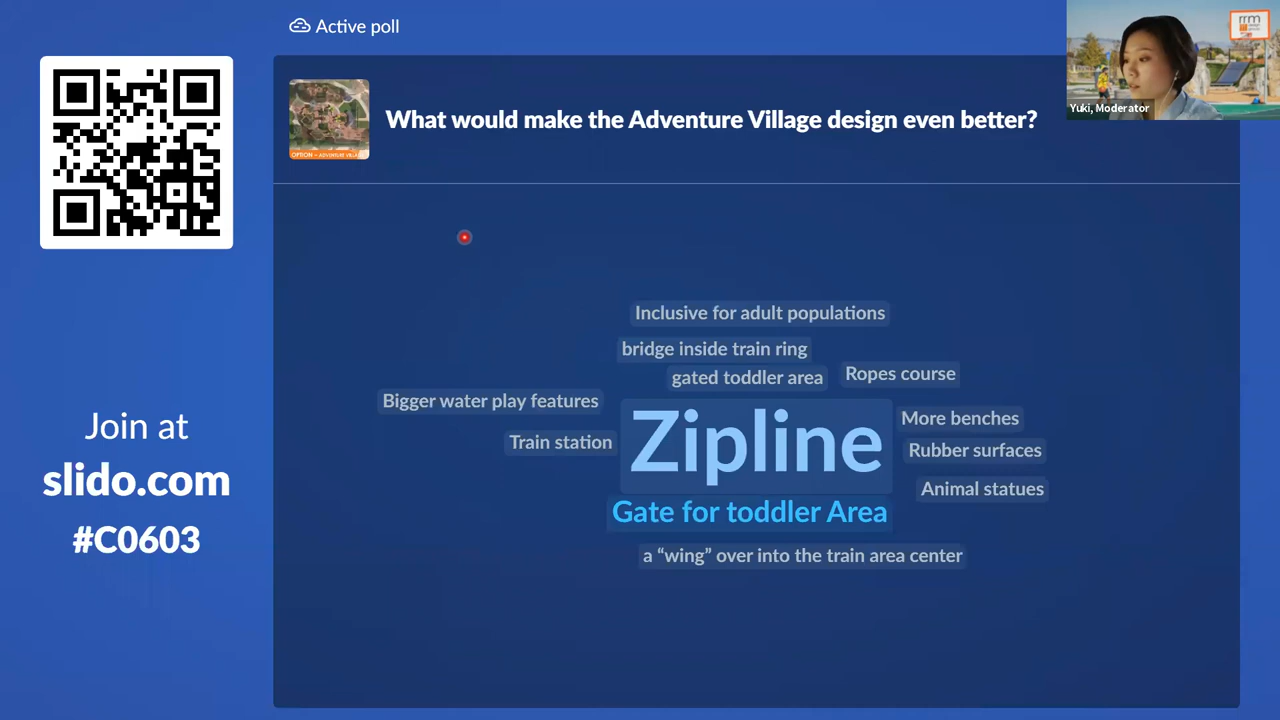 Active poll
What would make the Adventure Village design even better?
rrm
Yuki, Moderator
Inclusive for adult populations
bridge inside train ring
gated toddler area
Ropes course
Bigger water play features
Zipline
More benches
Train station
Rubber surfaces
Animal statues
Gate for toddler Area
a “wing” over into the train area center
Join at
slido.com
#C0603